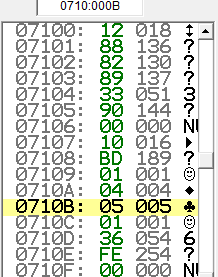 0710:000B
07100: 12 018 ↕
07101: 88 136 ?
07102: 82 130 ?
07103: 89 137 ?
07104: 33 051 3
07105: 90 144 ?
07106: 00 000 NU
07107: 10 016 ►
07108: BD 189 ?
07109: 01 001 ☺
0710A: 04 004 ♦
0710B: 05 005 ♣
0710C: 01 001 ☺
0710D: 36 054 6
0710E: FE 254 ?
0710F: 00 000 NU